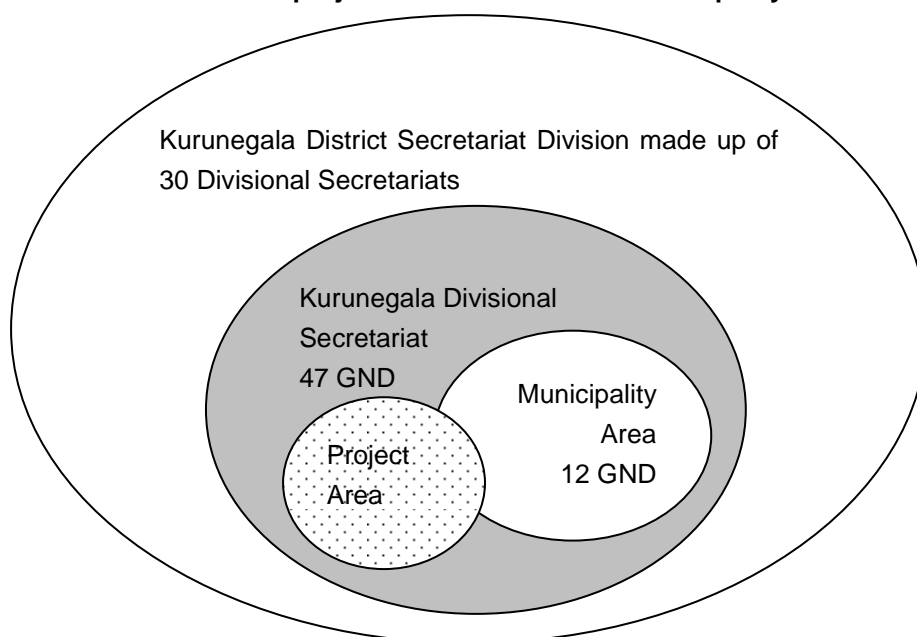 Kurunegala District Secretariat Division made up of
30 Divisional Secretariats
Kurunegala Divisional
Secretariat
47 GND
Municipality
Area
12 GND
Project
Area